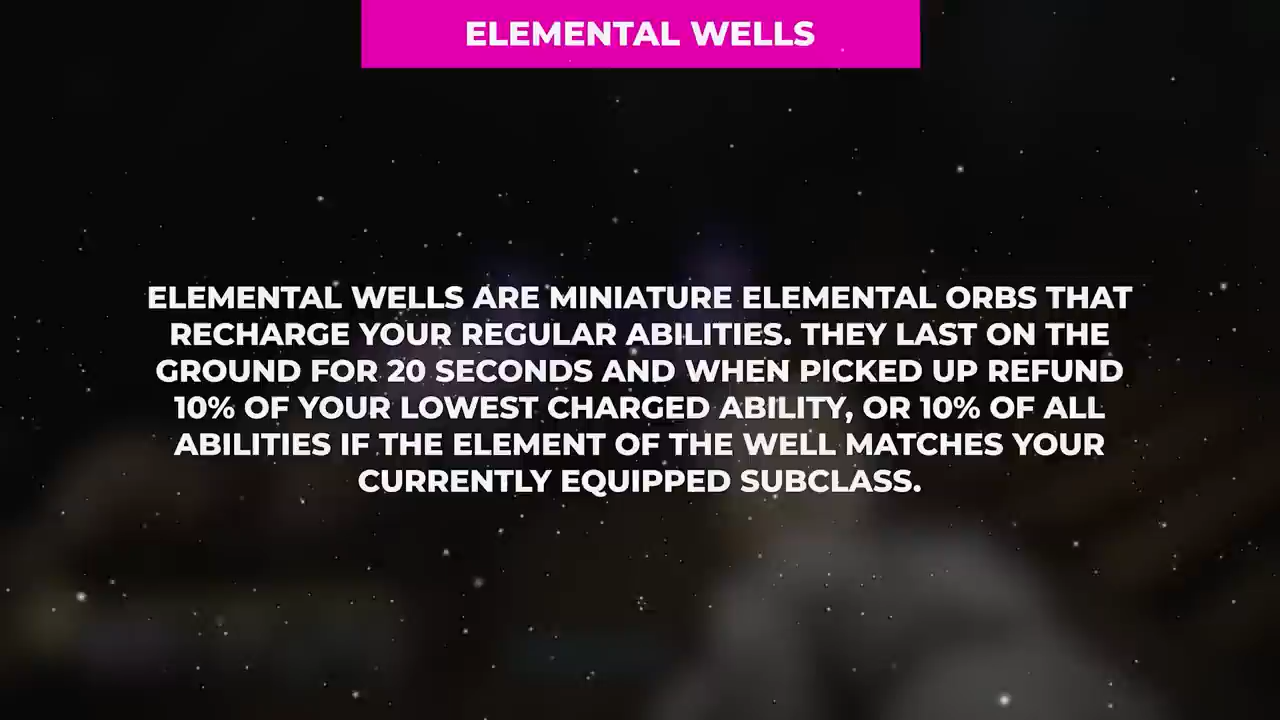 ELEMENTAL WELLS
ELEMENTAL WELLS ARE MINIATURE ELEMENTAL ORBS THAT
RECHARGE YOUR REGULAR ABILITIES. THEY LAST ON THE
GROUND FOR 20 SECONDS AND WHEN PICKED UP REFUND
10% OF YOUR LOWEST CHARGED ABILITY, OR 10% OF ALL
ABILITIES IF THE ELEMENT OF THE WELL MATCHES YOUR
CURRENTLY EQUIPPED SUBCLASS.